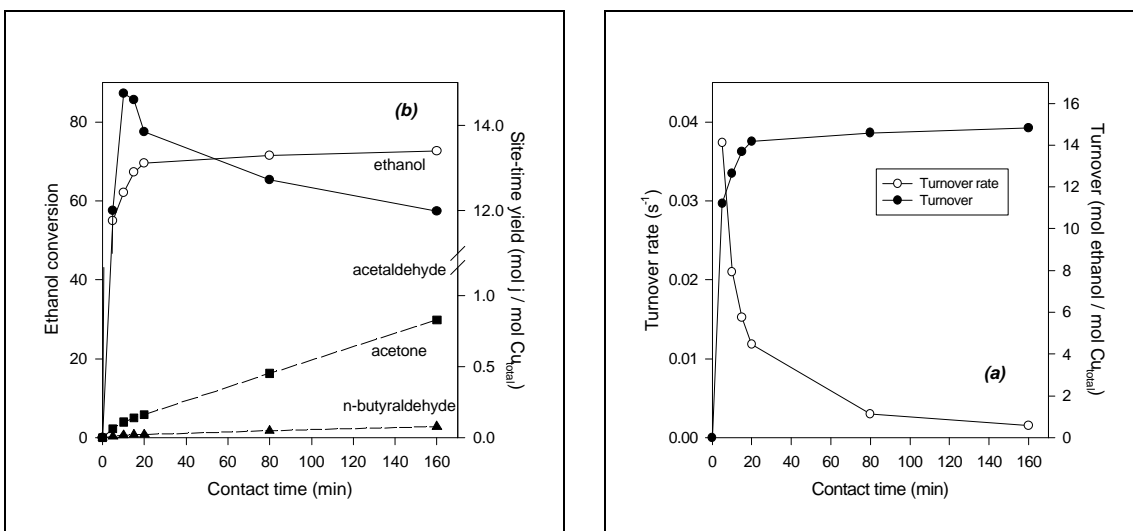 (b)
Ethanol conversion
80
60
40
20
0
14.0
12.0
1.0
0.5
0.0
Site-time yield (mol j / mol Cu_total)
ethanol
acetaldehyde
acetone
n-butyraldehyde
0 20 40 60 80 100 120 140 160
Contact time (min)
Turnover rate (s⁻¹)
0.04
0.03
0.02
0.01
0.00
Turnover rate
Turnover
(a)
16
14
12
10
8
6
4
2
0
Turnover (mol ethanol / mol Cu_total)
0 20 40 60 80 100 120 140 160
Contact time (min)